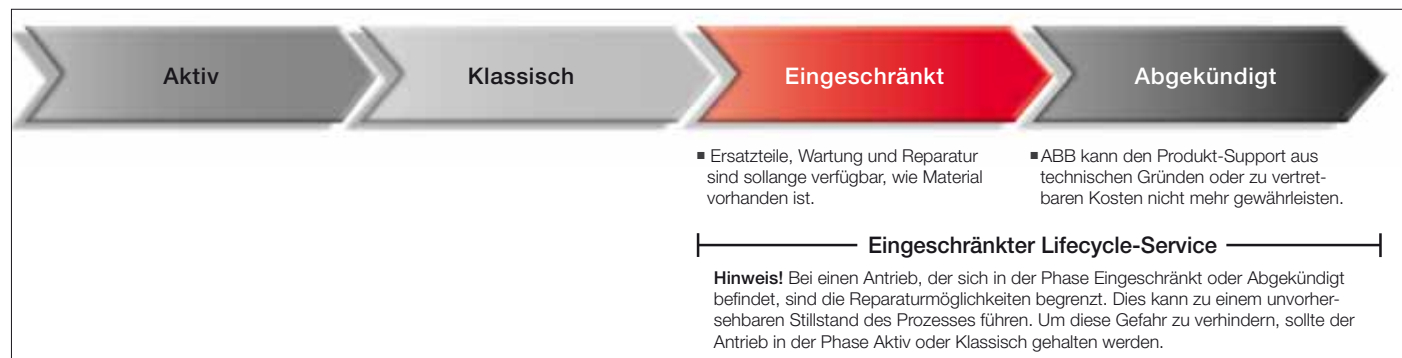 Aktiv
Klassisch
Eingeschränkt
Abgekündigt
■ Ersatzteile, Wartung und Reparatur
sind sollange verfügbar, wie Material
vorhanden ist.
■ ABB kann den Produkt-Support aus
technischen Gründen oder zu vertret-
baren Kosten nicht mehr gewährleisten.
Eingeschränkter Lifecycle-Service
Hinweis! Bei einen Antrieb, der sich in der Phase Eingeschränkt oder Abgekündigt
befindet, sind die Reparaturmöglichkeiten begrenzt. Dies kann zu einem unvorher-
sehbaren Stillstand des Prozesses führen. Um diese Gefahr zu verhindern, sollte der
Antrieb in der Phase Aktiv oder Klassisch gehalten werden.